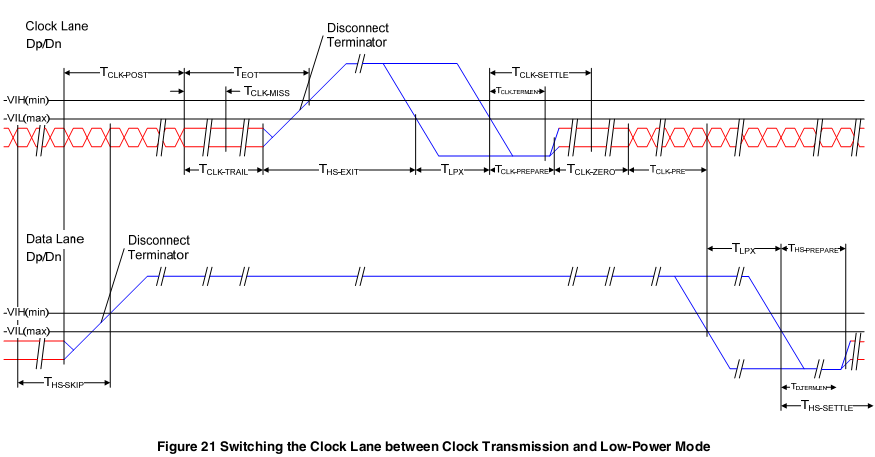 Clock Lane
Dp/Dn
Disconnect
Terminator
TCLK-POST
TEOT
TCLK-SETTLE
TCLK-MISS
TCLK-TERM-EN
VIH(min)
VIL(max)
TCLK-TRAIL
THS-EXIT
TLPX
TCLK-PREPARE
TCLK-ZERO
TCLK-PRE
Data Lane
Dp/Dn
Disconnect
Terminator
TLPX
THS-PREPARE
VIH(min)
VIL(max)
THS-SKIP
TD-TERM-EN
THS-SETTLE
Figure 21 Switching the Clock Lane between Clock Transmission and Low-Power Mode